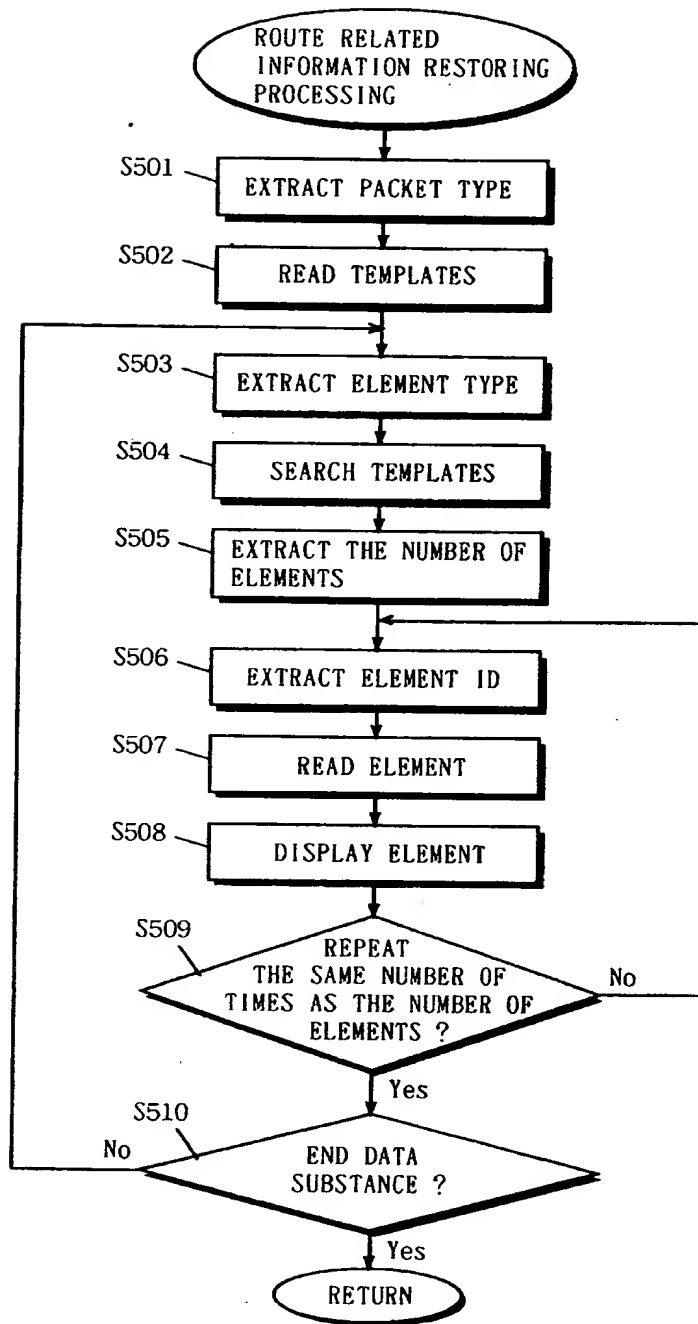 ROUTE RELATED
INFORMATION RESTORING
PROCESSING
S501
EXTRACT PACKET TYPE
S502
READ TEMPLATES
S503
EXTRACT ELEMENT TYPE
S504
SEARCH TEMPLATES
S505
EXTRACT THE NUMBER OF
ELEMENTS
S506
EXTRACT ELEMENT ID
S507
READ ELEMENT
S508
DISPLAY ELEMENT
S509
REPEAT
THE SAME NUMBER OF
TIMES AS THE NUMBER OF
ELEMENTS ?
No
Yes
S510
No
END DATA
SUBSTANCE ?
Yes
RETURN